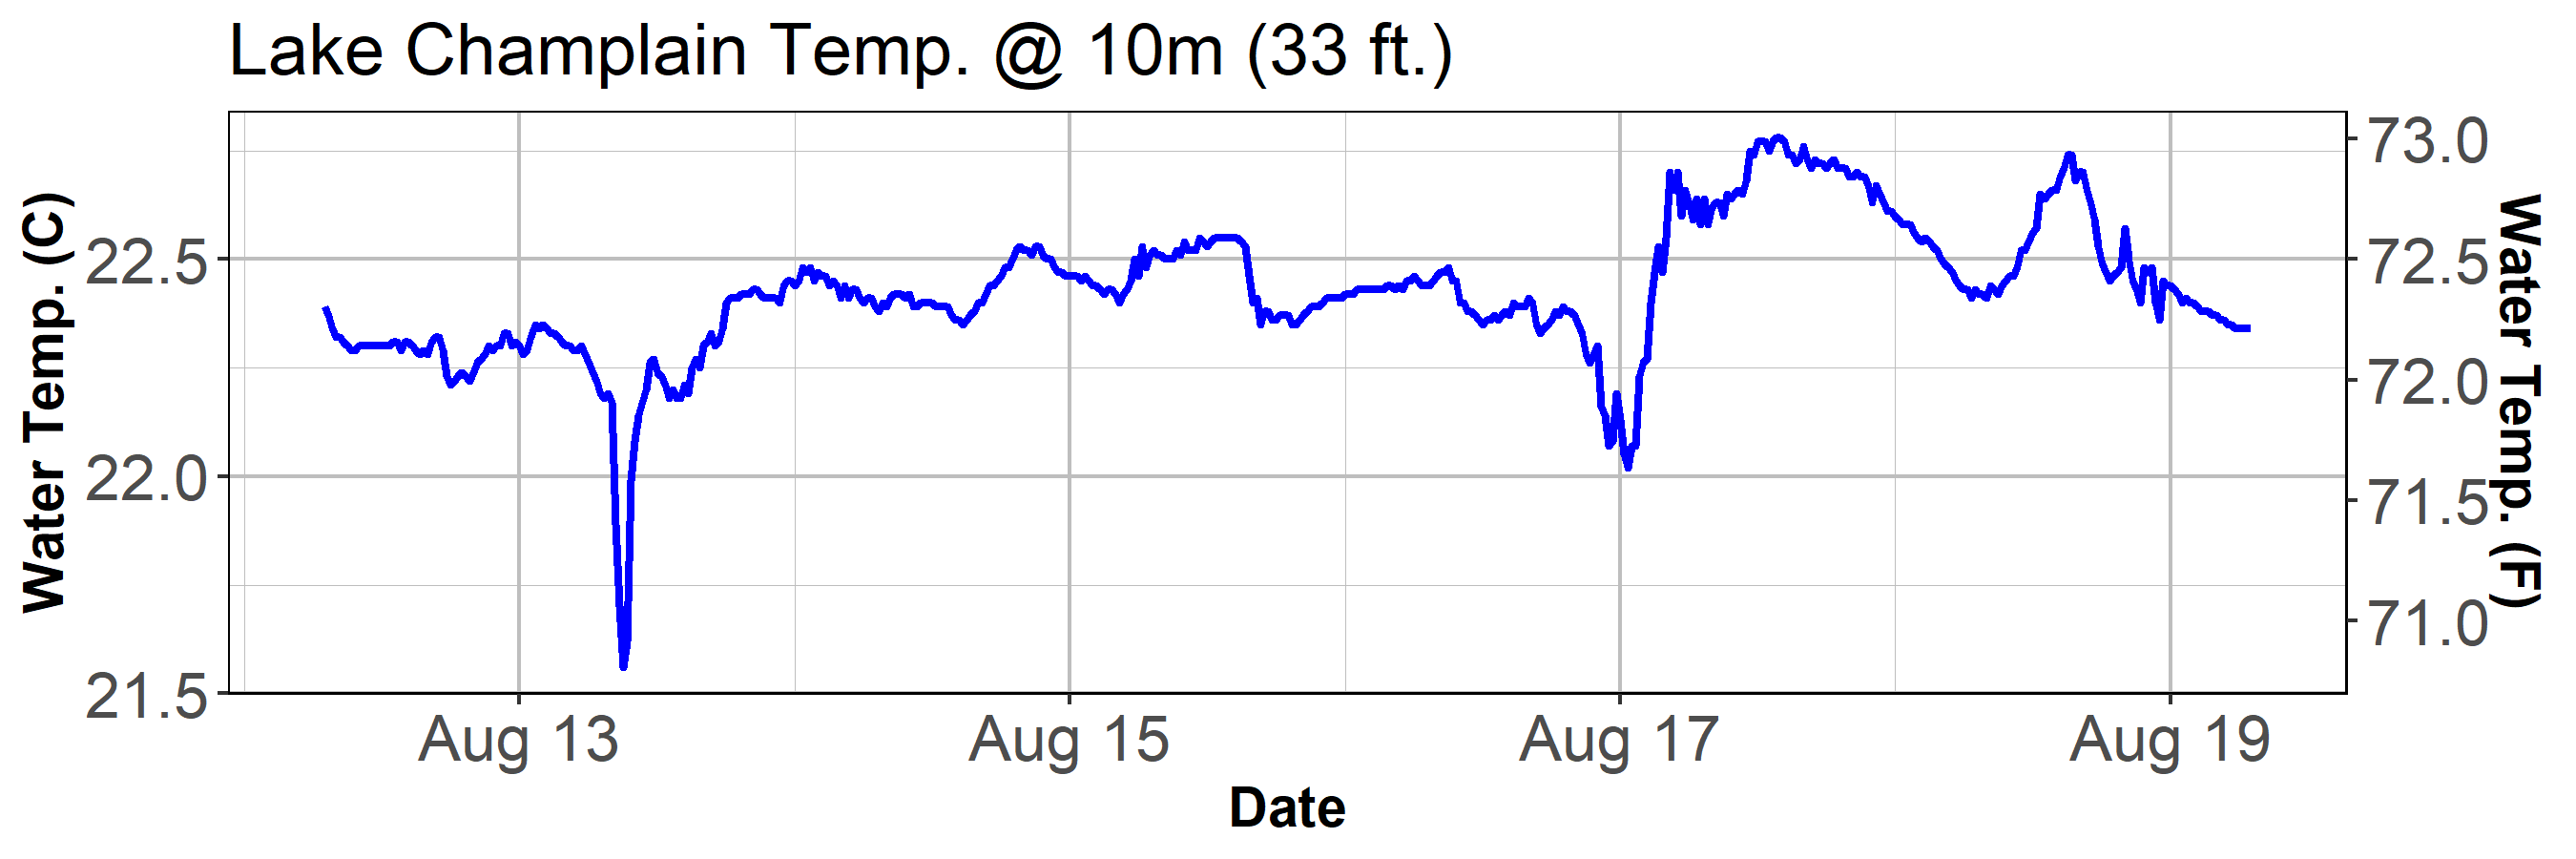 Lake Champlain Temp. @ 10m (33 ft.)
Water Temp. (C)
22.5
22.0
21.5
73.0
72.5
72.0
71.5
71.0
Water Temp. (F)
Aug 13 Aug 15 Aug 17 Aug 19
Date